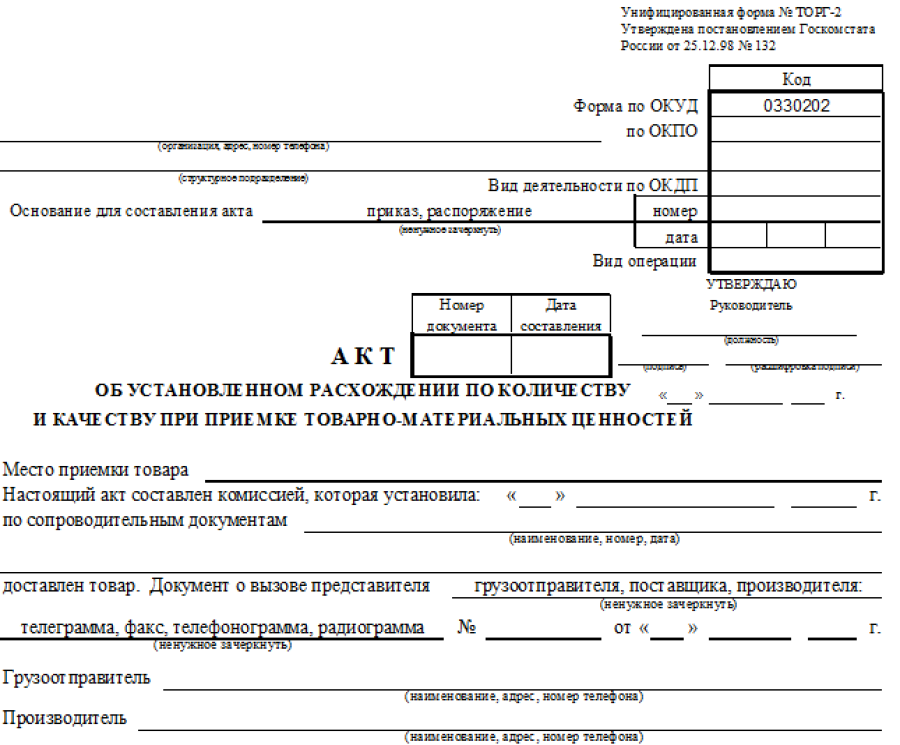 Унифицированная форма № ТОРГ-2
Утверждена постановлением Госкомстата
России от 25.12.98 № 132
Код
Форма по ОКУД 0330202
по ОКПО
(организация, адрес, номер телефона)
(структурное подразделение)
Вид деятельности по ОКДП
Основание для составления акта приказ, распоряжение номер
(ненужное зачеркнуть)
дата
Вид операции
УТВЕРЖДАЮ
Номер Дата Руководитель
документа составления
(должность)
АКТ
(подпись) (расшифровка подписи)
ОБ УСТАНОВЛЕННОМ РАСХОЖДЕНИИ ПО КОЛИЧЕСТВУ « » г.
И КАЧЕСТВУ ПРИ ПРИЕМКЕ ТОВАРНО-МАТЕРИАЛЬНЫХ ЦЕННОСТЕЙ
Место приемки товара
Настоящий акт составлен комиссией, которая установила: « » г.
по сопроводительным документам
(наименование, номер, дата)
доставлен товар. Документ о вызове представителя грузоотправителя, поставщика, производителя:
(ненужное зачеркнуть)
телеграмма, факс, телефонограмма, радиограмма № от « » г.
(ненужное зачеркнуть)
Грузоотправитель
(наименование, адрес, номер телефона)
Производитель
(наименование, адрес, номер телефона)